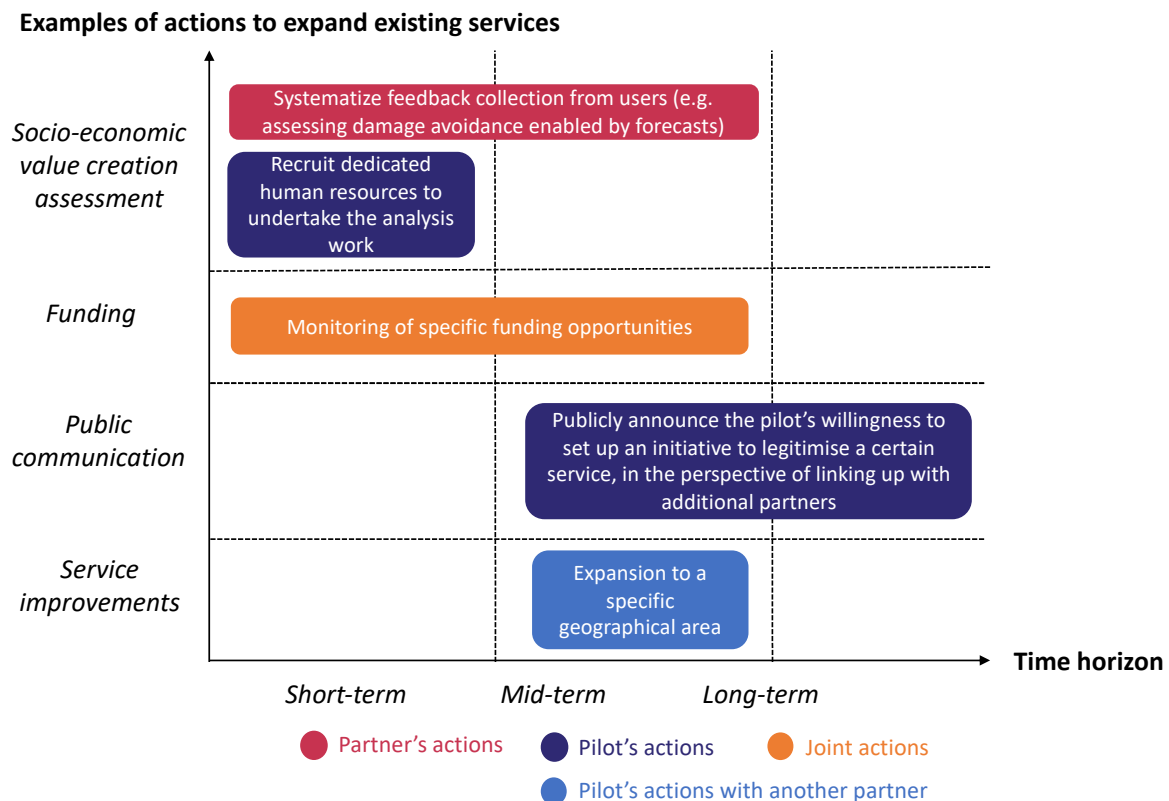 Examples of actions to expand existing services
Socio-economic
value creation
assessment
Systematize feedback collection from users (e.g.
assessing damage avoidance enabled by forecasts)
Recruit dedicated
human resources to
undertake the analysis
work
Funding
Monitoring of specific funding opportunities
Public
communication
Publicly announce the pilot's willingness to
set up an initiative to legitimise a certain
service, in the perspective of linking up with
additional partners
Service
improvements
Expansion to a
specific
geographical area
Time horizon
Short-term
Mid-term
Long-term
Partner's actions
Pilot's actions
Joint actions
Pilot's actions with another partner